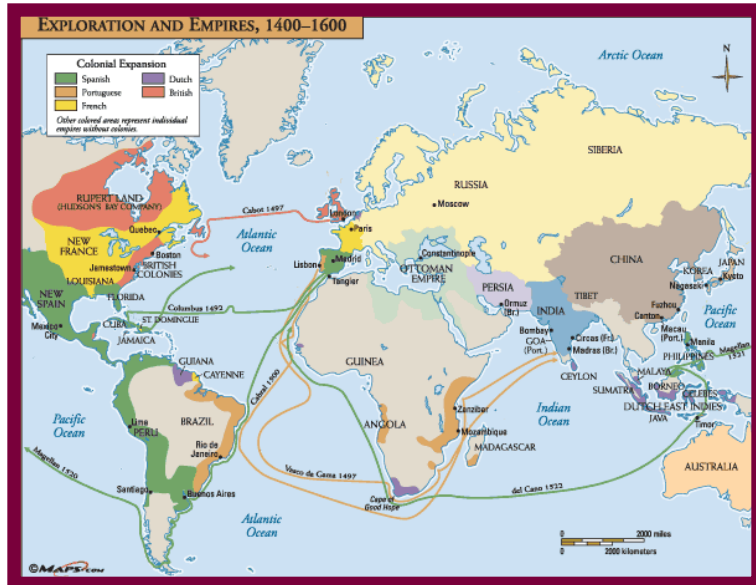 EXPLORATION AND EMPIRES, 1400–1600
Colonial Expansion
Spanish
Portuguese
French
Dutch
British
Other colored areas represent individual
empires without colonies.
Arctic Ocean
N
SIBERIA
RUSSIA
Moscow
RUPERT LAND
(HUDSON'S BAY COMPANY)
Cabot 1497
London
Paris
Quebec
NEW
FRANCE
Atlantic
Ocean
Boston
BRITISH
COLONIES
Jamestown
LOUISIANA
Lisbon
Madrid
Tangier
Constantinople
OTTOMAN
EMPIRE
PERSIA
Ormuz
(Br.)
CHINA
TIBET
KOREA
JAPAN
Kyoto
Nagasaki
NEW
SPAIN
FLORIDA
Columbus 1492
Mexico
City
CUBA
ST DOMINGUE
JAMAICA
INDIA
Fuzhou
Canton
Macau
(Port.)
Pacific
Ocean
Bombay
GOA
(Port.)
Circas (Fr.)
Madras (Br.)
Manila
PHILIPPINES
Magellan
1521
GUIANA
CAYENNE
GUINEA
CEYLON
MALAYA
SUMATRA
BORNEO
CELEBES
DUTCH EAST INDIES
JAVA
Timor
Cabral 1500
Pacific
Ocean
Lima
PERU
BRAZIL
Rio de
Janeiro
ANGOLA
Zanzibar
Mozambique
MADAGASCAR
Indian
Ocean
Magellan 1520
Vasco de Gama 1497
del Cano 1522
AUSTRALIA
Santiago
Buenos Aires
Cape of
Good Hope
Atlantic
Ocean
0 2000 miles
0 2000 kilometers
©MAPS.com